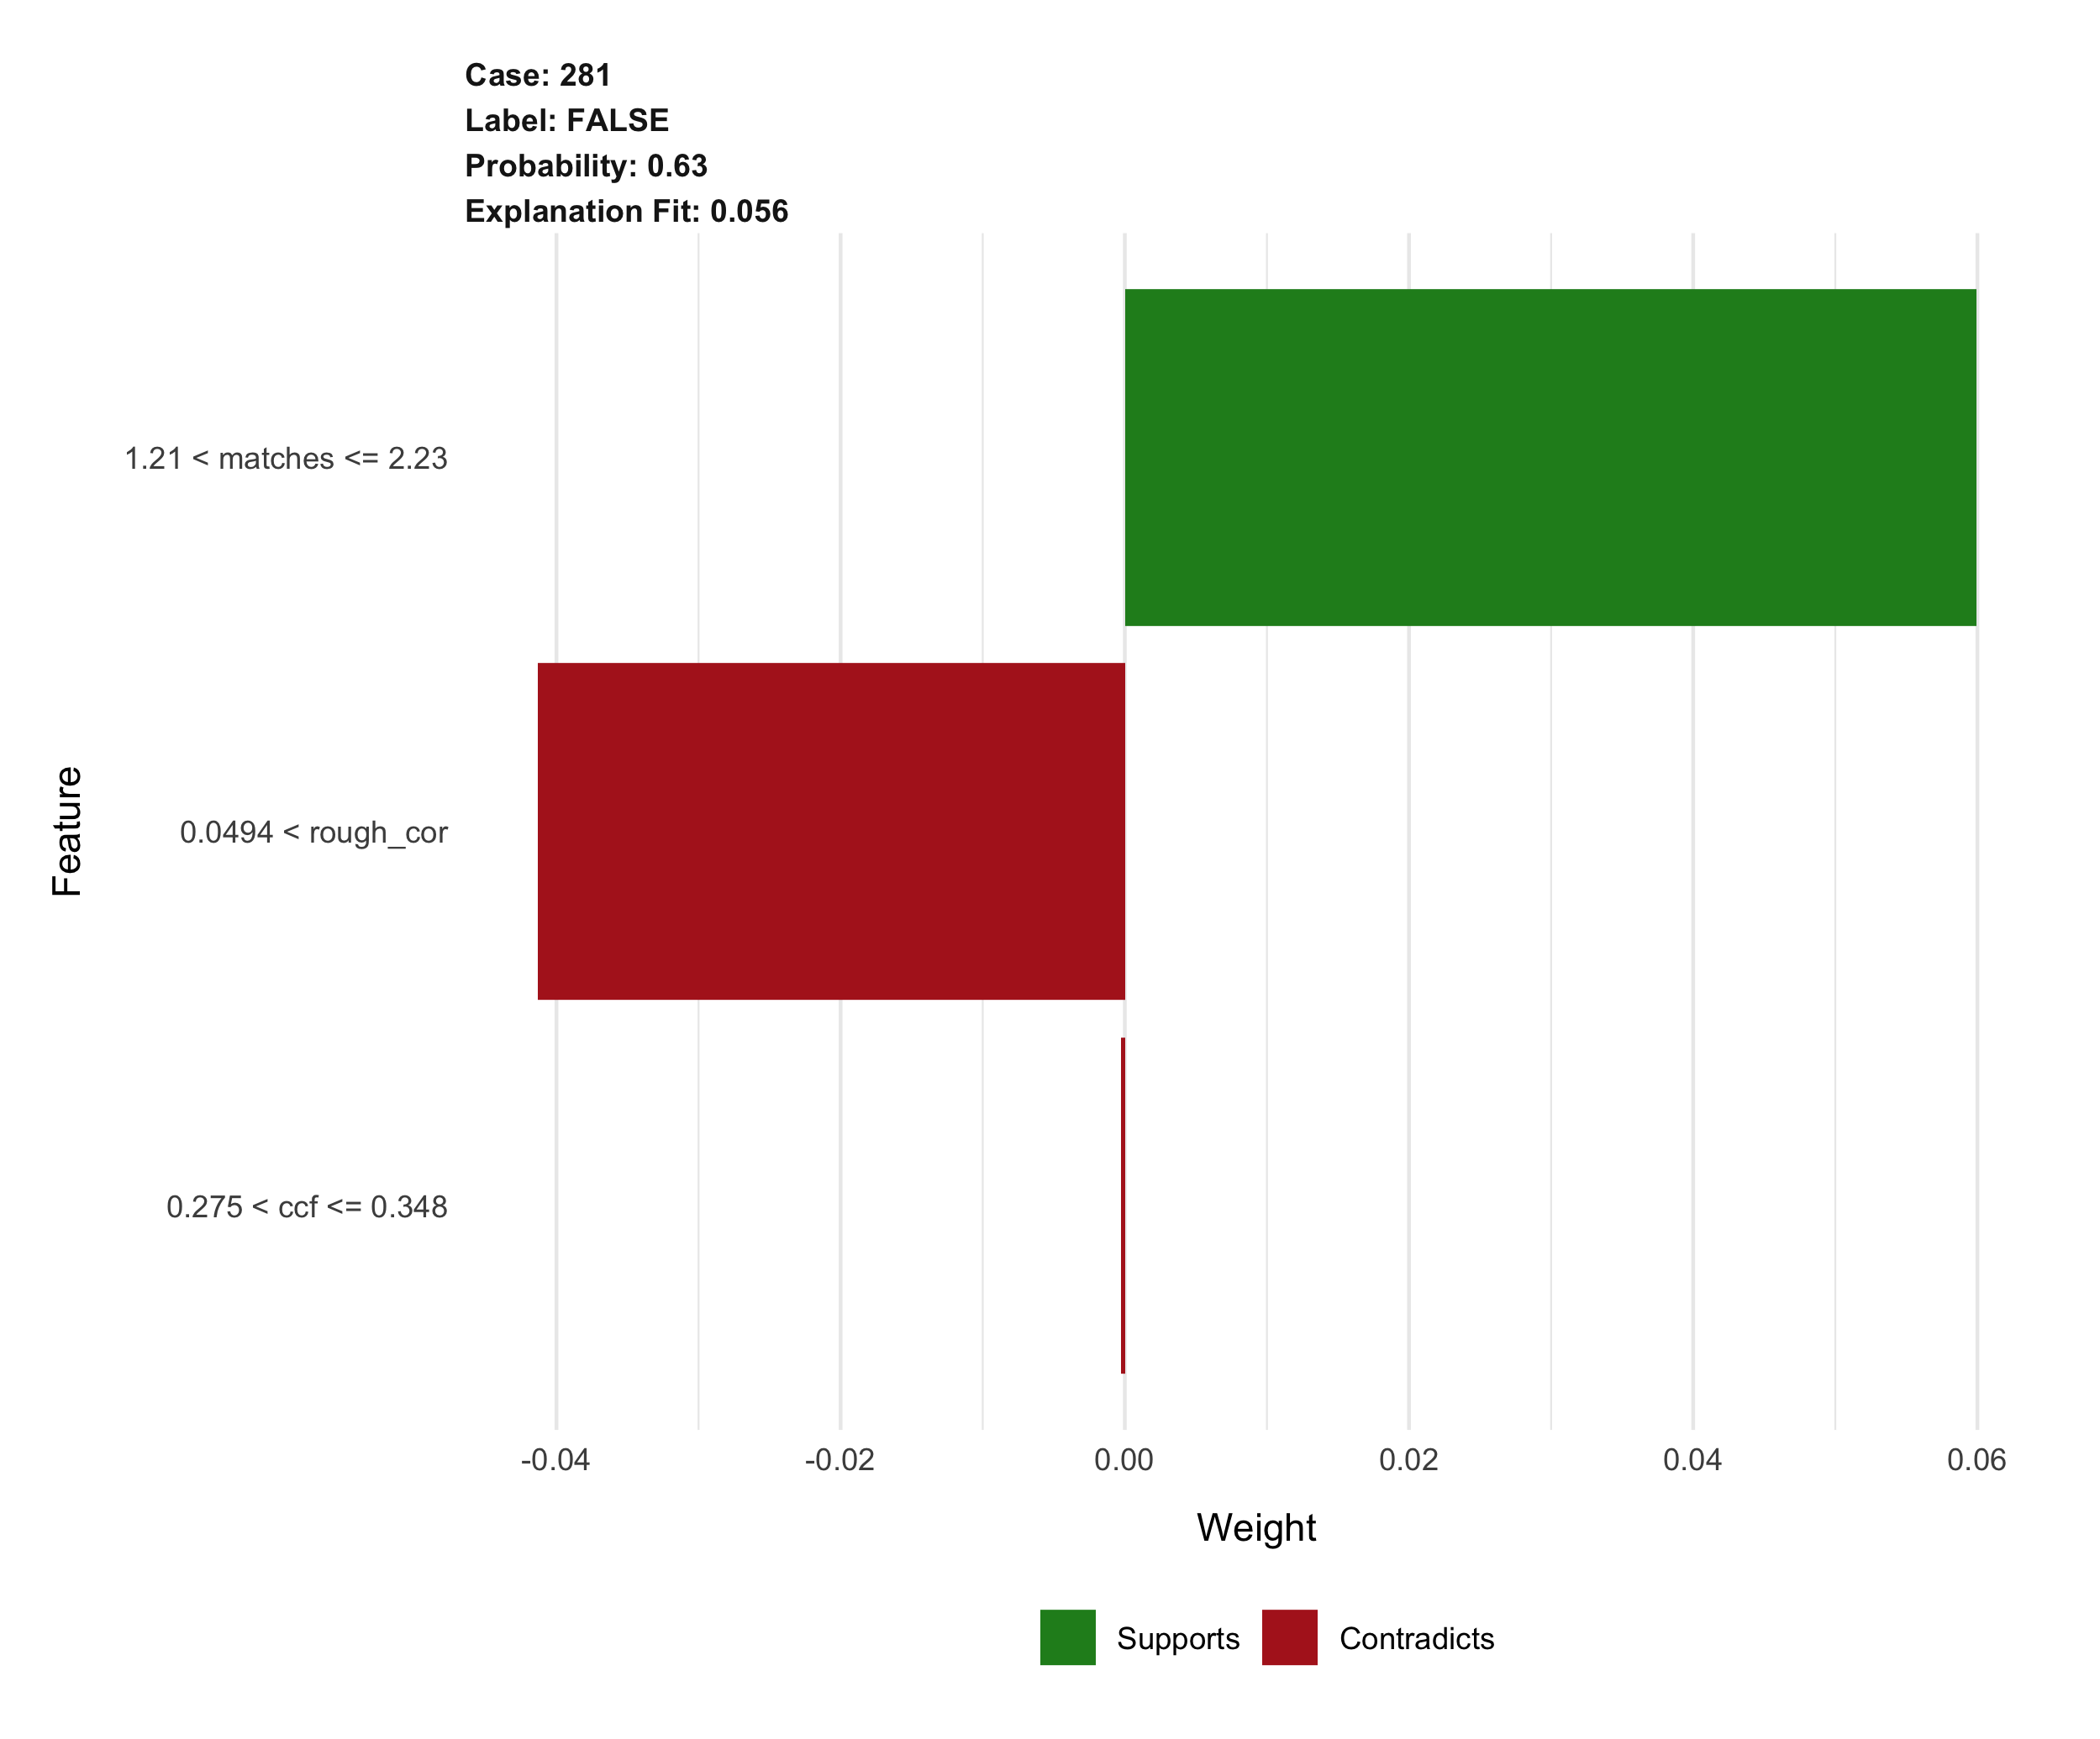 Case: 281
Label: FALSE
Probability: 0.63
Explanation Fit: 0.056
1.21 < matches <= 2.23
0.0494 < rough_cor
0.275 < ccf <= 0.348
Feature
-0.04 -0.02 0.00 0.02 0.04 0.06
Weight
Supports Contradicts